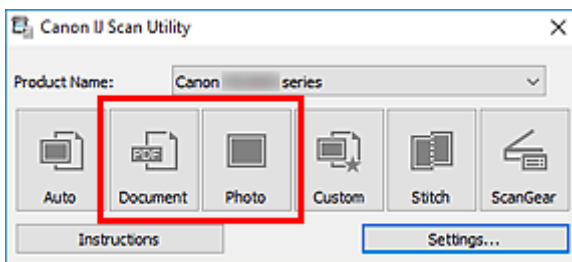 Canon IJ Scan Utility
Product Name: Canon series
PDF
Auto Document Photo Custom Stitch ScanGear
Instructions Settings...